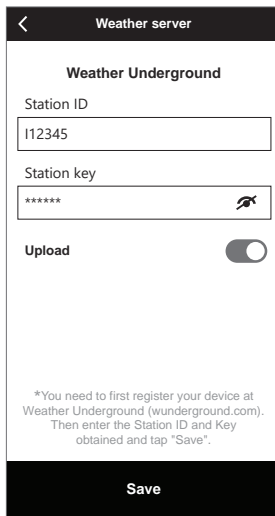 Weather server
Weather Underground
Station ID
I12345
Station key
******
Upload
*You need to first register your device at
Weather Underground (wunderground.com).
Then enter the Station ID and Key
obtained and tap "Save".
Save